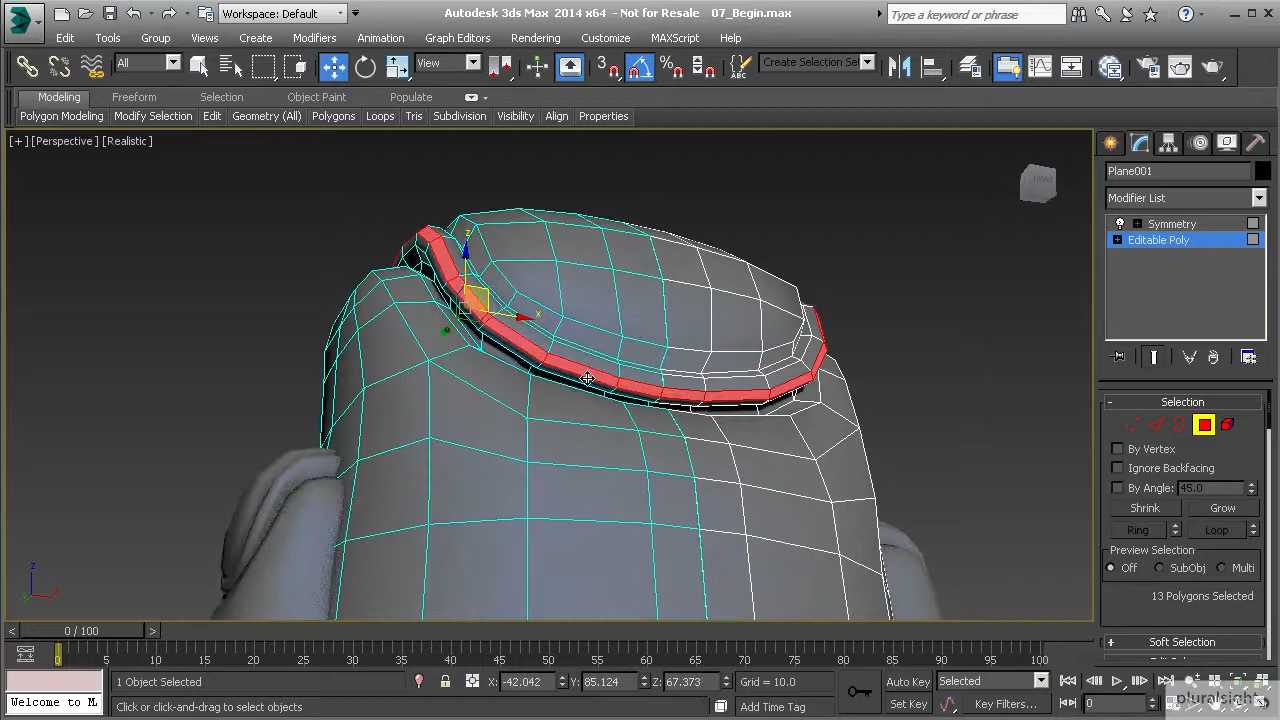 Workspace: Default
Autodesk 3ds Max 2014 x64 - Not for Resale 07_Begin.max
Type a keyword or phrase
Edit Tools Group Views Create Modifiers Animation Graph Editors Rendering Customize MAXScript Help
All View 3 Create Selection Se
Modeling Freeform Selection Object Paint Populate
Polygon Modeling Modify Selection Edit Geometry (All) Polygons Loops Tris Subdivision Visibility Align Properties
[+][Perspective][Realistic]
Plane001
Modifier List
Symmetry
Editable Poly
z
x
Selection
By Vertex
Ignore Backfacing
By Angle: 45.0
Shrink Grow
Ring Loop
Preview Selection
Off SubObj Multi
13 Polygons Selected
Soft Selection
z
x
y
< 0 / 100 >
0 5 10 15 20 25 30 35 40 45 50 55 60 65 70 75 80 85 90 95 100
1 Object Selected X: -42.042 Y: 85.124 Z: 67.373 Grid = 10.0 Auto Key Selected
Welcome to M Click or click-and-drag to select objects Add Time Tag Set Key Key Filters... 0
pluralsight